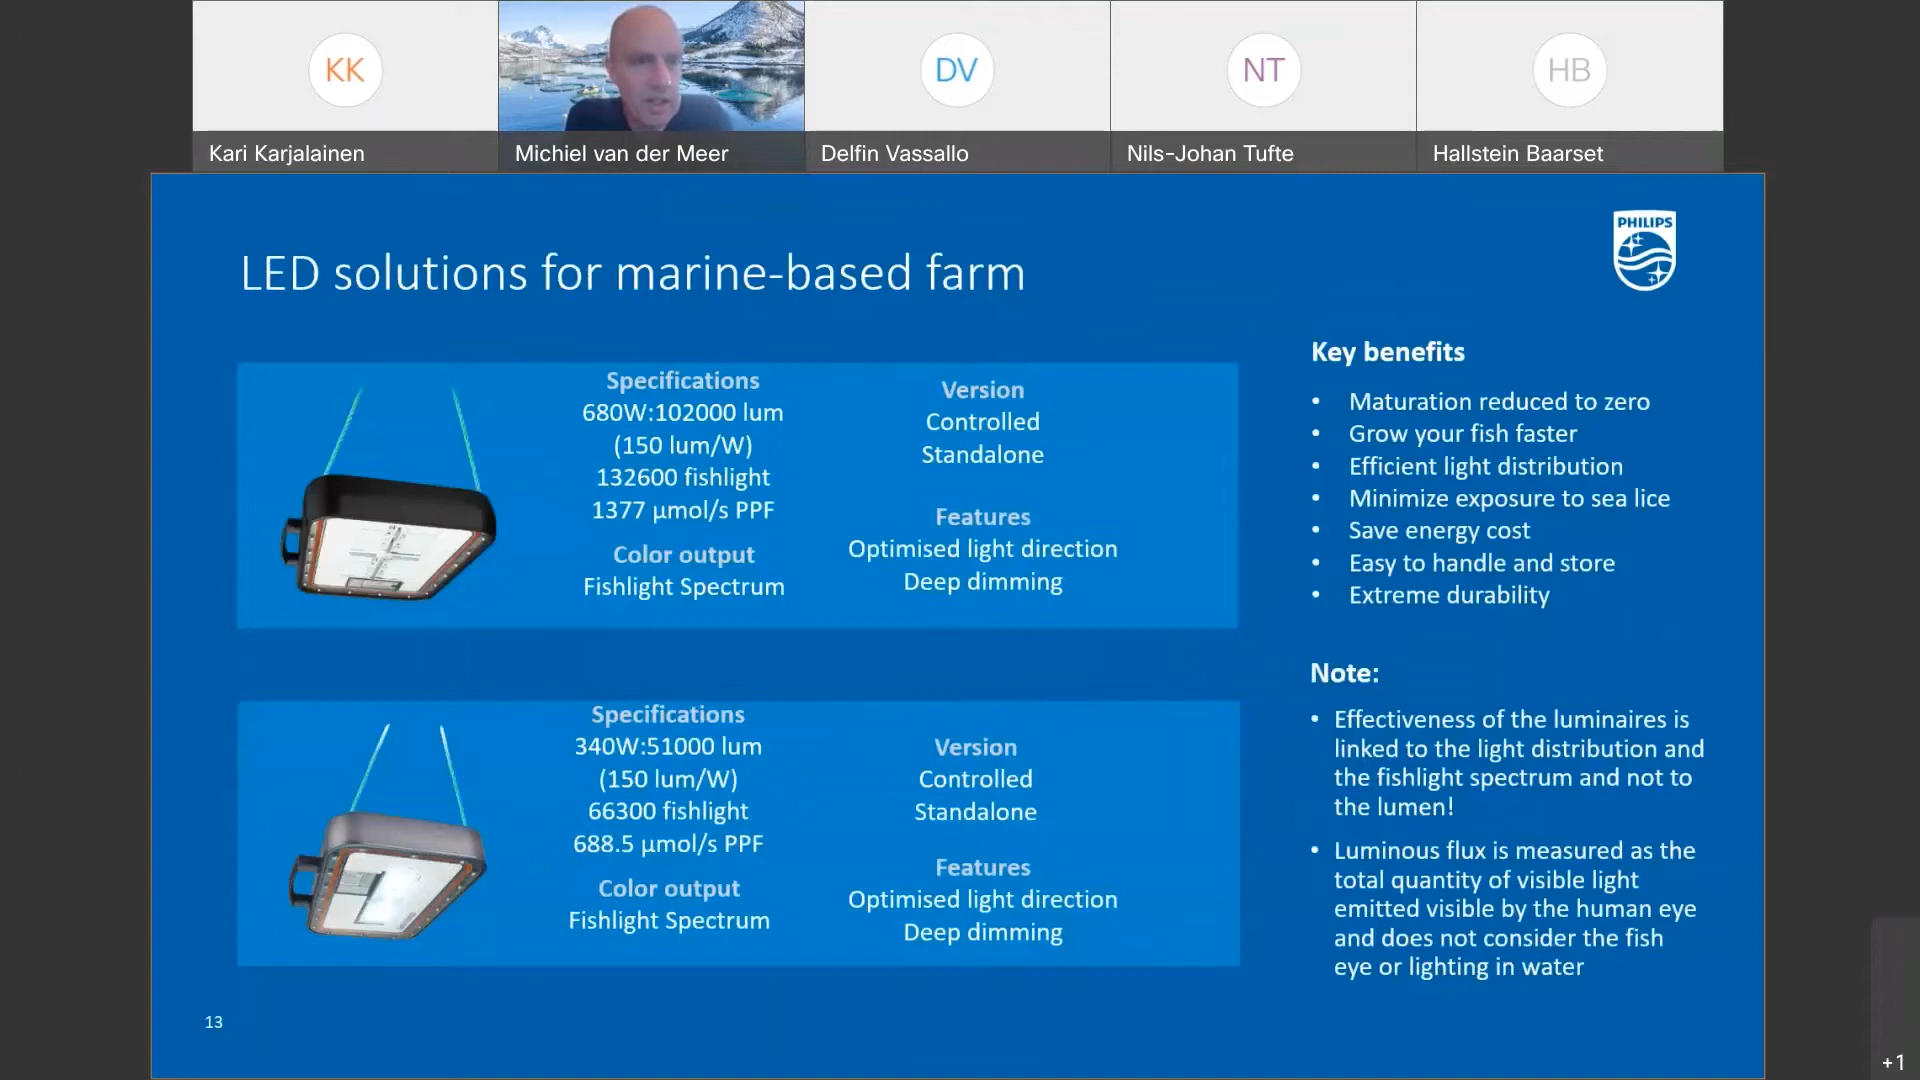 KK
DV
NT
HB
Kari Karjalainen
Michiel van der Meer
Delfin Vassallo
Nils-Johan Tufte
Hallstein Baarset
PHILIPS
LED solutions for marine-based farm
Specifications
680W:102000 lum
(150 lum/W)
132600 fishlight
1377 µmol/s PPF
Color output
Fishlight Spectrum
Version
Controlled
Standalone
Features
Optimised light direction
Deep dimming
Specifications
340W:51000 lum
(150 lum/W)
66300 fishlight
688.5 µmol/s PPF
Color output
Fishlight Spectrum
Version
Controlled
Standalone
Features
Optimised light direction
Deep dimming
Key benefits
• Maturation reduced to zero
• Grow your fish faster
• Efficient light distribution
• Minimize exposure to sea lice
• Save energy cost
• Easy to handle and store
• Extreme durability
Note:
• Effectiveness of the luminaires is
linked to the light distribution and
the fishlight spectrum and not to
the lumen!
• Luminous flux is measured as the
total quantity of visible light
emitted visible by the human eye
and does not consider the fish
eye or lighting in water
13
+1